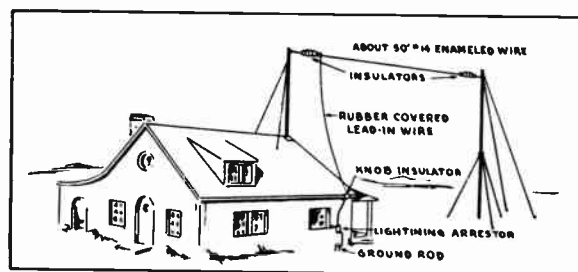 ABOUT 50' #14 ENAMELED WIRE
INSULATORS
RUBBER COVERED
LEAD-IN WIRE
KNOB INSULATOR
LIGHTINING ARRESTOR
GROUND ROD